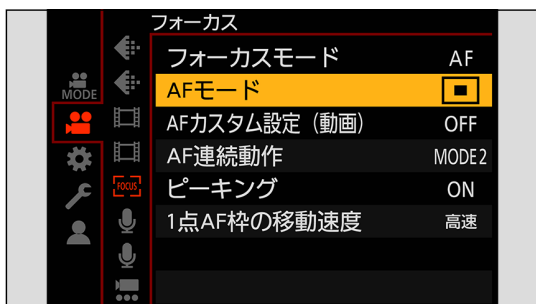 フォーカス
MODE
フォーカスモード AF
AFモード
AFカスタム設定（動画） OFF
AF連続動作 MODE2
FOCUS
ピーキング ON
1点AF枠の移動速度 高速